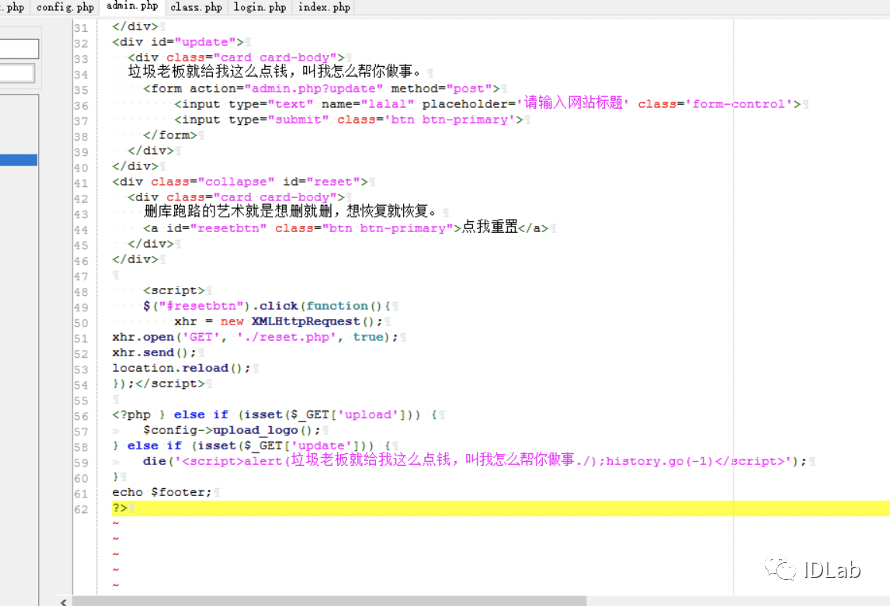 .php config.php admin.php class.php login.php index.php
31 </div>
32 <div id="update">
33 <div class="card card-body">
34 垃圾老板就给我这么点钱，叫我怎么帮你做事。
35 <form action="admin.php?update" method="post">
36 <input type="text" name="lalal" placeholder='请输入网站标题' class='form-control'>
37 <input type="submit" class='btn btn-primary'>
38 </form>
39 </div>
40 </div>
41 <div class="collapse" id="reset">
42 <div class="card card-body">
43 删库跑路的艺术就是想删就删，想恢复就恢复。
44 <a id="resetbtn" class="btn btn-primary">点我重置</a>
45 </div>
46 </div>
47
48 <script>
49 $("#resetbtn").click(function(){
50 xhr = new XMLHttpRequest();
51 xhr.open('GET', './reset.php', true);
52 xhr.send();
53 location.reload();
54 });</script>
55
56 <?php } else if (isset($_GET['upload'])) {
57 $config->upload_logo();
58 } else if (isset($_GET['update'])) {
59 die('<script>alert(垃圾老板就给我这么点钱，叫我怎么帮你做事./);history.go(-1)</script>');
60 }
61 echo $footer;
62 ?>
~
~
~
~
~
IDLab